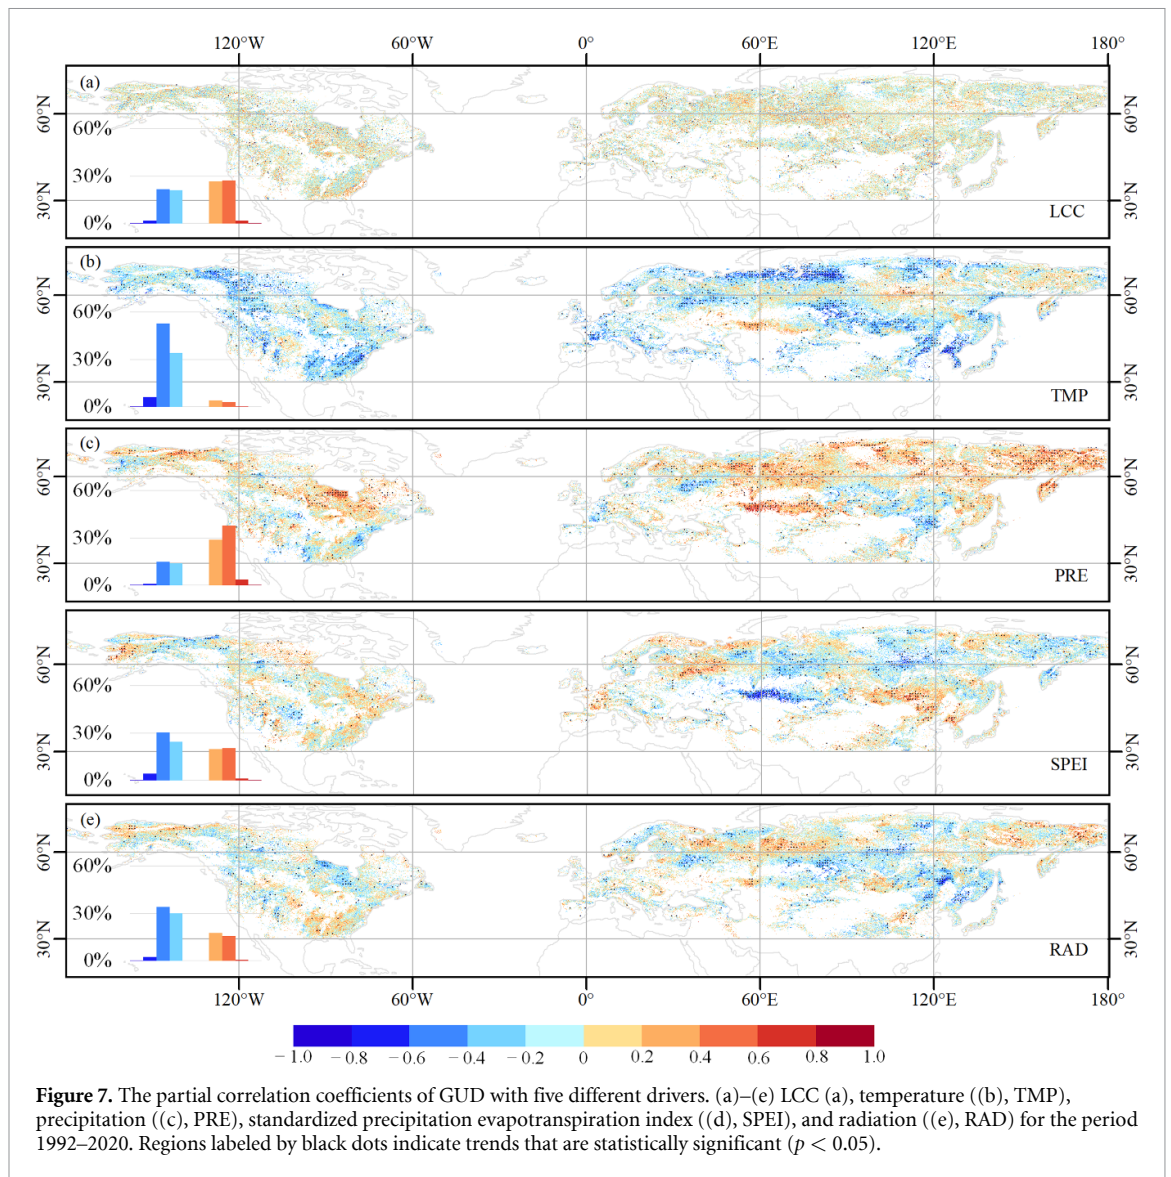 120°W 60°W 0° 60°E 120°E 180°
(a)
60°N
60°N
60%
30%
30°N
30°N
0%
LCC
(b)
60°N
60°N
60%
30%
30°N
30°N
0%
TMP
(c)
60°N
60°N
60%
30%
30°N
30°N
0%
PRE
60°N
60°N
60%
30%
30°N
30°N
0%
SPEI
(e)
60°N
60°N
60%
30%
30°N
30°N
0%
RAD
120°W 60°W 0° 60°E 120°E 180°
−1.0 −0.8 −0.6 −0.4 −0.2 0 0.2 0.4 0.6 0.8 1.0
Figure 7. The partial correlation coefficients of GUD with five different drivers. (a)–(e) LCC (a), temperature ((b), TMP),
precipitation ((c), PRE), standardized precipitation evapotranspiration index ((d), SPEI), and radiation ((e), RAD) for the period
1992–2020. Regions labeled by black dots indicate trends that are statistically significant (p < 0.05).